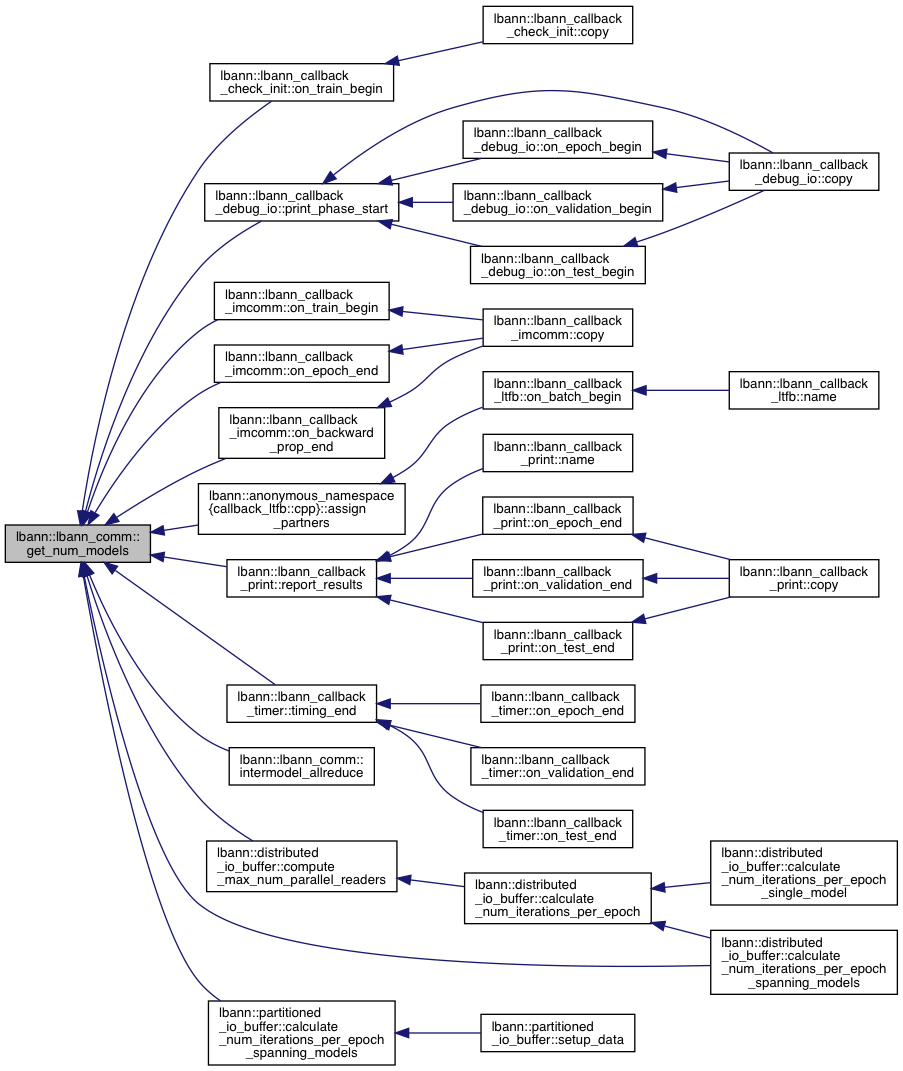 lbann::lbann_callback
_check_init::copy
lbann::lbann_callback
_check_init::on_train_begin
lbann::lbann_callback
_debug_io::on_epoch_begin
lbann::lbann_callback
_debug_io::copy
lbann::lbann_callback
_debug_io::print_phase_start
lbann::lbann_callback
_debug_io::on_validation_begin
lbann::lbann_callback
_debug_io::on_test_begin
lbann::lbann_callback
_imcomm::on_train_begin
lbann::lbann_callback
_imcomm::copy
lbann::lbann_callback
_imcomm::on_epoch_end
lbann::lbann_callback
_ltfb::on_batch_begin
lbann::lbann_callback
_ltfb::name
lbann::lbann_callback
_imcomm::on_backward
_prop_end
lbann::lbann_callback
_print::name
lbann::anonymous_namespace
{callback_ltfb::cpp}::assign
_partners
lbann::lbann_callback
_print::on_epoch_end
lbann::lbann_comm::
get_num_models
lbann::lbann_callback
_print::report_results
lbann::lbann_callback
_print::on_validation_end
lbann::lbann_callback
_print::copy
lbann::lbann_callback
_print::on_test_end
lbann::lbann_callback
_timer::timing_end
lbann::lbann_callback
_timer::on_epoch_end
lbann::lbann_comm::
intermodel_allreduce
lbann::lbann_callback
_timer::on_validation_end
lbann::lbann_callback
_timer::on_test_end
lbann::distributed
_io_buffer::compute
_max_num_parallel_readers
lbann::distributed
_io_buffer::calculate
_num_iterations_per_epoch
_single_model
lbann::distributed
_io_buffer::calculate
_num_iterations_per_epoch
lbann::distributed
_io_buffer::calculate
_num_iterations_per_epoch
_spanning_models
lbann::partitioned
_io_buffer::calculate
_num_iterations_per_epoch
_spanning_models
lbann::partitioned
_io_buffer::setup_data